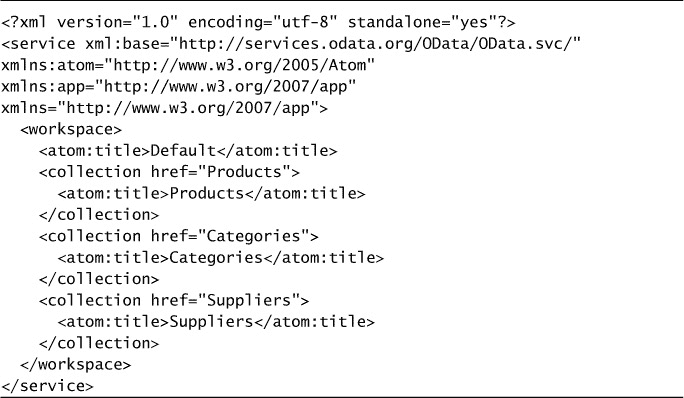 <?xml version="1.0" encoding="utf-8" standalone="yes"?>
<service xml:base="http://services.odata.org/OData/OData.svc/"
xmlns:atom="http://www.w3.org/2005/Atom"
xmlns:app="http://www.w3.org/2007/app"
xmlns="http://www.w3.org/2007/app">
  <workspace>
    <atom:title>Default</atom:title>
    <collection href="Products">
      <atom:title>Products</atom:title>
    </collection>
    <collection href="Categories">
      <atom:title>Categories</atom:title>
    </collection>
    <collection href="Suppliers">
      <atom:title>Suppliers</atom:title>
    </collection>
  </workspace>
</service>